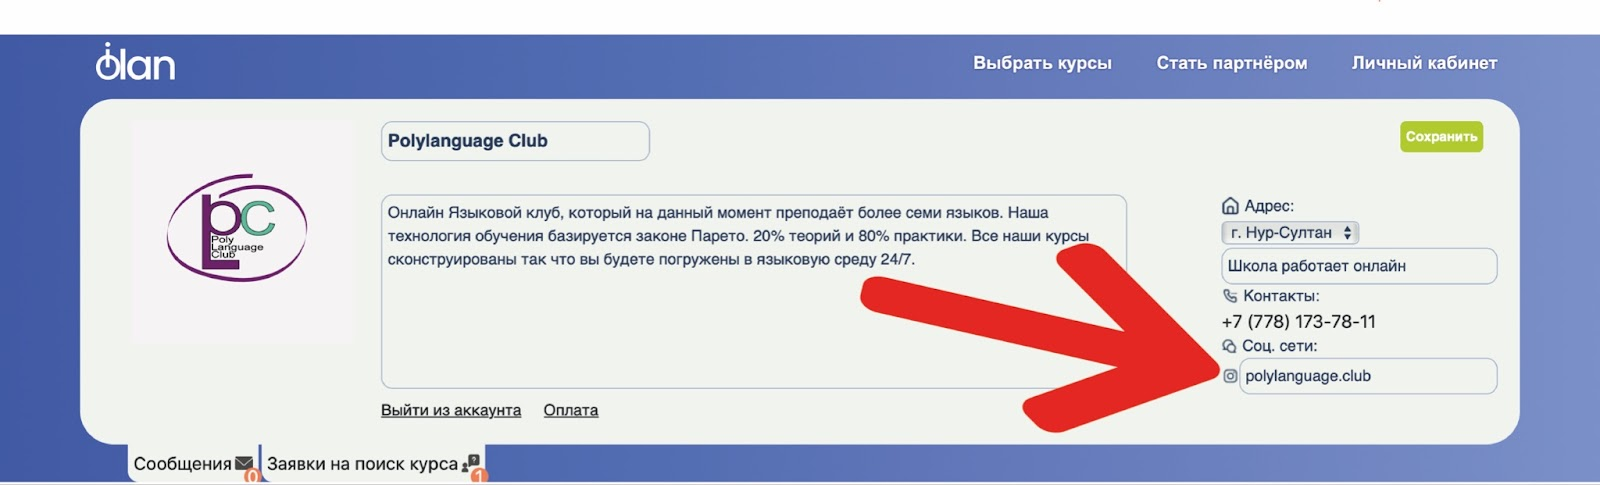 iolan
Выбрать курсы
Стать партнёром
Личный кабинет
Polylanguage Club
Сохранить
pc
Poly
Language
Club
Онлайн Языковой клуб, который на данный момент преподаёт более семи языков. Наша
технология обучения базируется законе Парето. 20% теорий и 80% практики. Все наши курсы
сконструированы так что вы будете погружены в языковую среду 24/7.
Адрес:
г. Нур-Султан
Школа работает онлайн
Контакты:
+7 (778) 173-78-11
Соц. сети:
polylanguage.club
Выйти из аккаунта
Оплата
Сообщения 0
Заявки на поиск курса 1